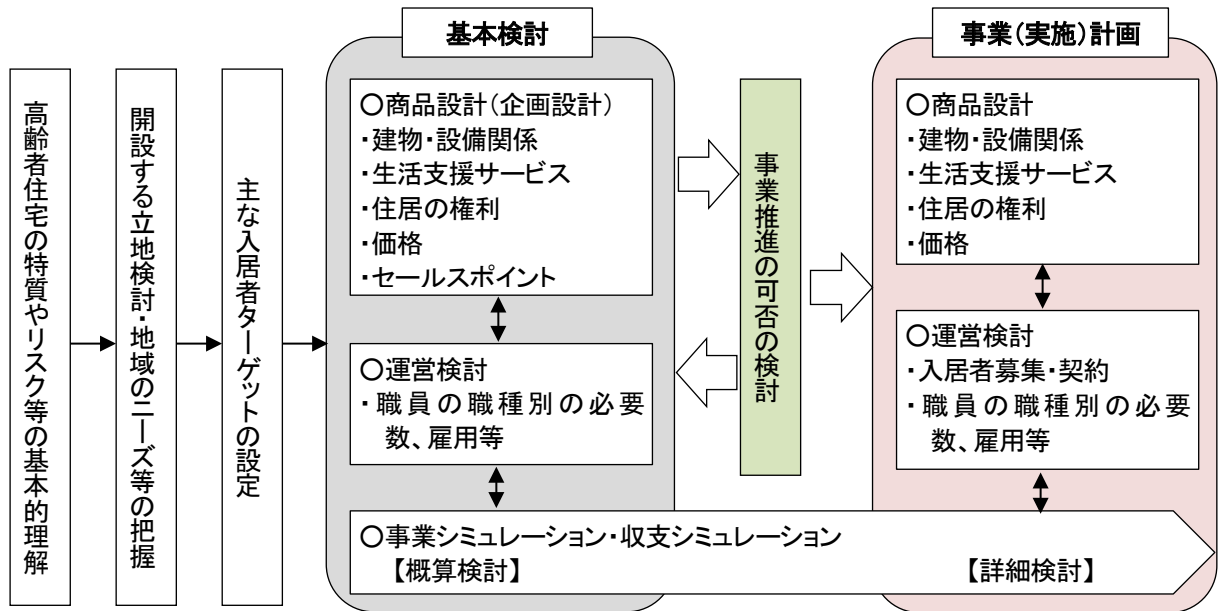 高齢者住宅の特質やリスク等の基本的理解
開設する立地検討・地域のニーズ等の把握
主な入居者ターゲットの設定
基本検討
〇商品設計(企画設計)
・建物・設備関係
・生活支援サービス
・住居の権利
・価格
・セールスポイント
〇運営検討
・職員の職種別の必要
数、雇用等
事業推進の可否の検討
事業(実施)計画
〇商品設計
・建物・設備関係
・生活支援サービス
・住居の権利
・価格
〇運営検討
・入居者募集・契約
・職員の職種別の必要
数、雇用等
〇事業シミュレーション・収支シミュレーション
【概算検討】 【詳細検討】